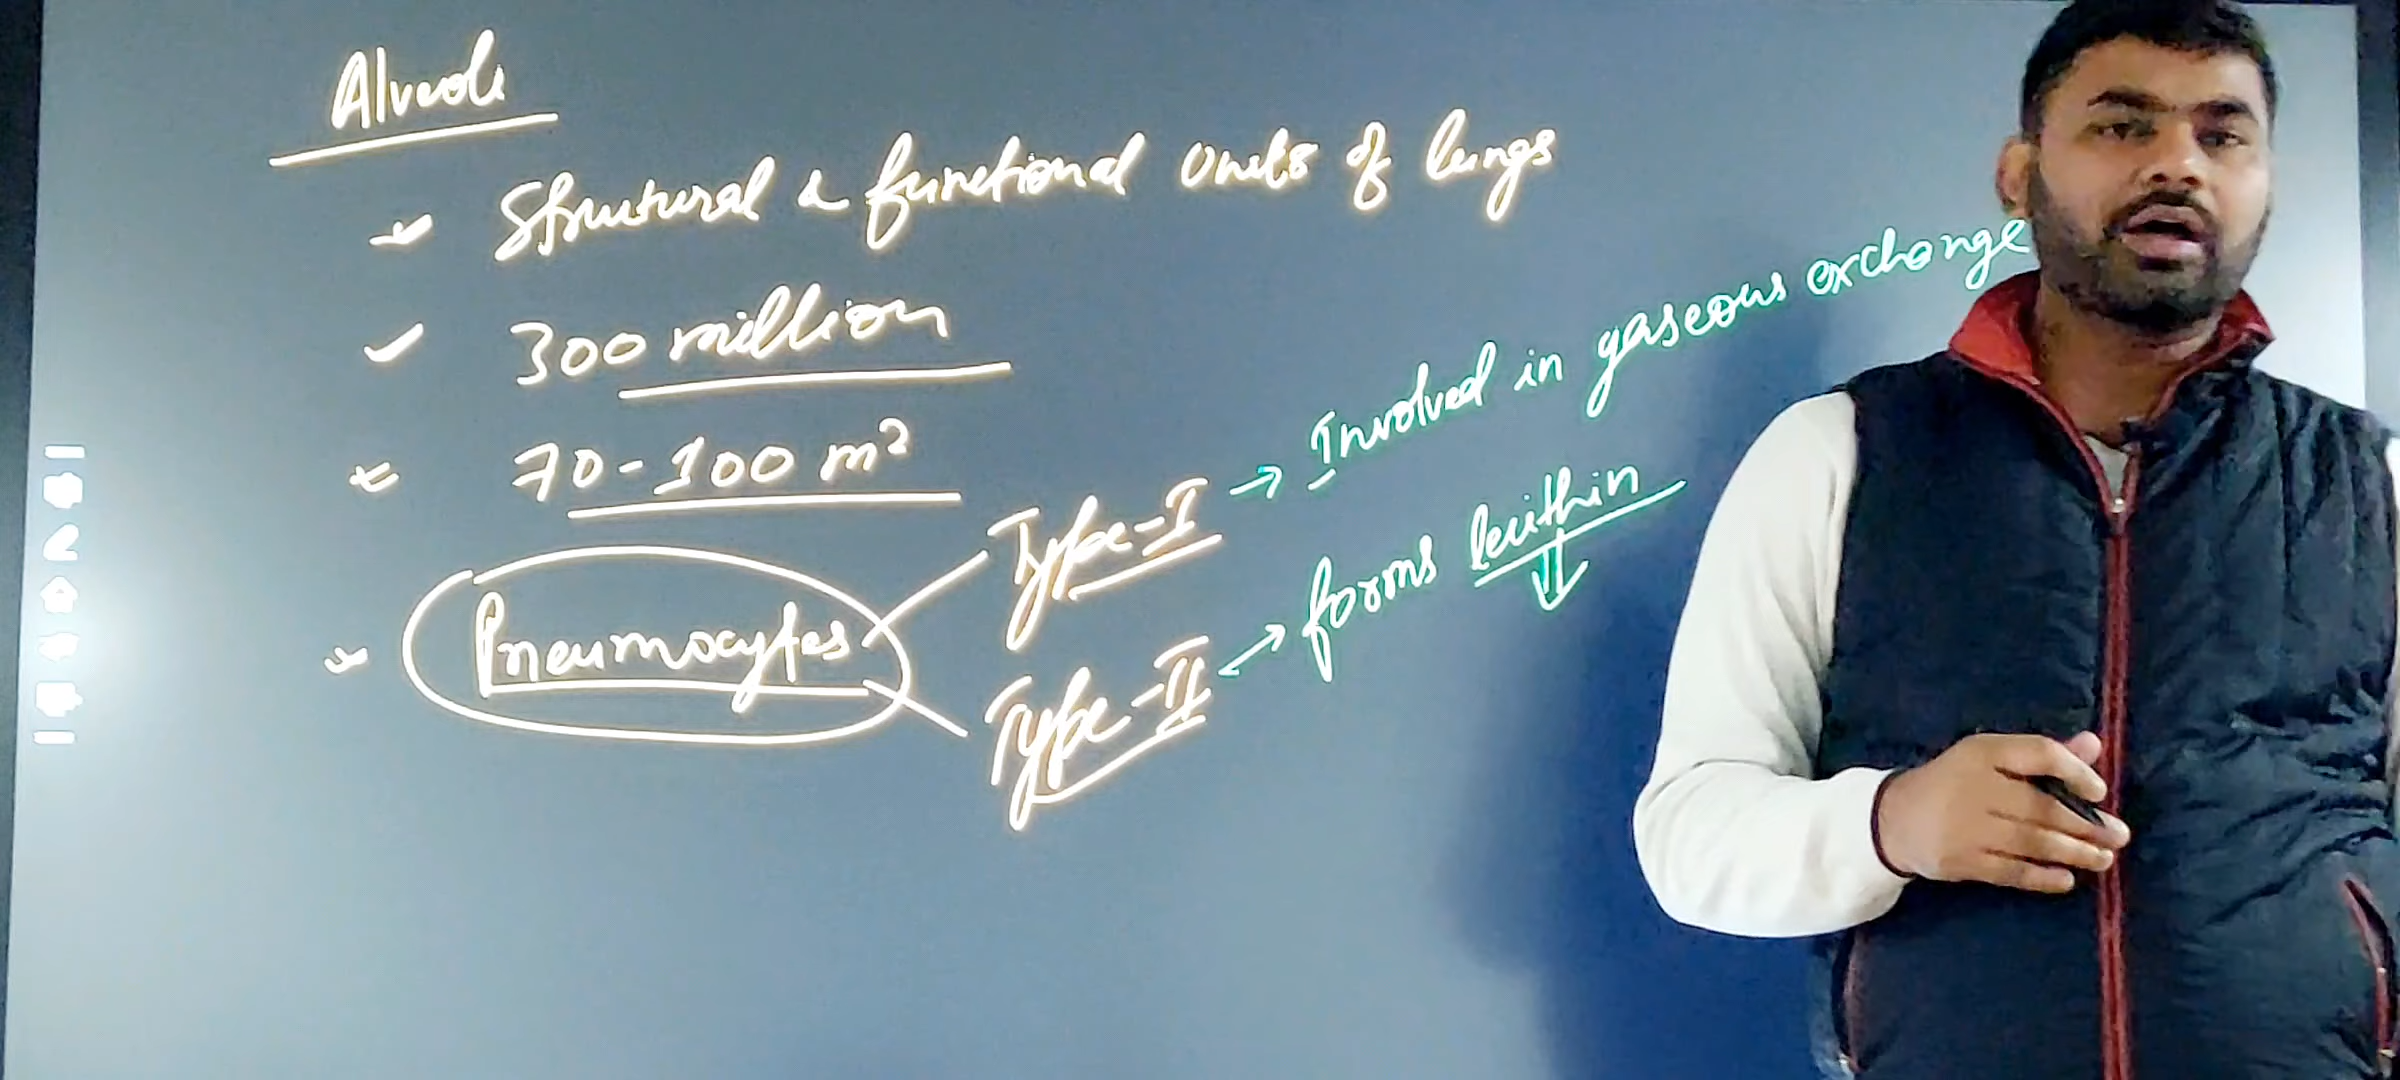 Alveoli
Structural & functional units of lungs
300 million
70-100 m²
Pneumocytes
Type-I → Involved in gaseous exchange
Type-II → forms lecithin